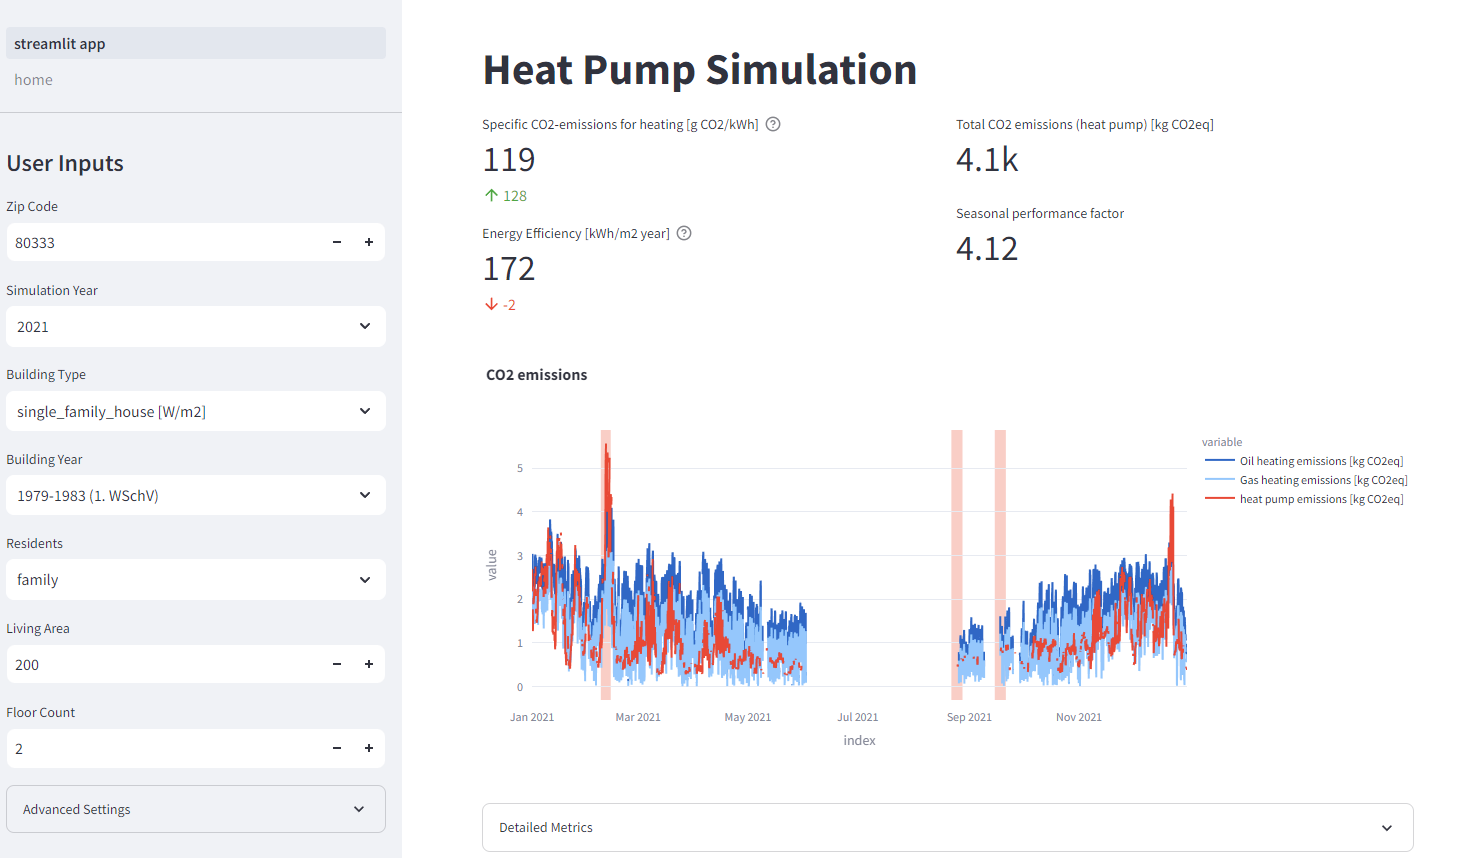 streamlit app
home
User Inputs
Zip Code
80333
Simulation Year
2021
Building Type
single_family_house [W/m2]
Building Year
1979-1983 (1. WSchV)
Residents
family
Living Area
200
Floor Count
2
Advanced Settings
Heat Pump Simulation
Specific CO2-emissions for heating [g CO2/kWh]
119
128
Energy Efficiency [kWh/m2 year]
172
-2
Total CO2 emissions (heat pump) [kg CO2eq]
4.1k
Seasonal performance factor
4.12
CO2 emissions
variable
Oil heating emissions [kg CO2eq]
Gas heating emissions [kg CO2eq]
heat pump emissions [kg CO2eq]
value
5
4
3
2
1
0
Jan 2021 Mar 2021 May 2021 Jul 2021 Sep 2021 Nov 2021
index
Detailed Metrics